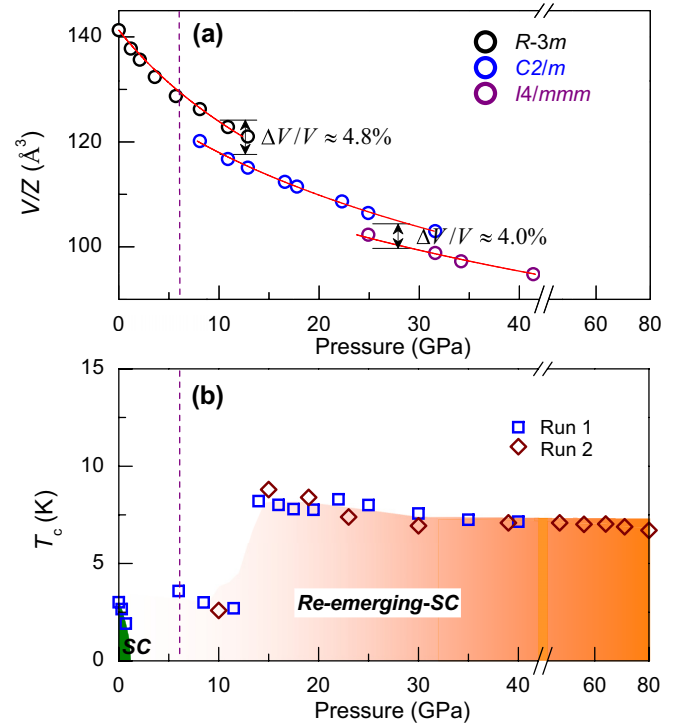 (a)
R-3m
C2/m
I4/mmm
ΔV/V ≈ 4.8%
ΔV/V ≈ 4.0%
V/Z (Å³)
140
120
100
0 10 20 30 40 60 80
Pressure (GPa)
(b)
Run 1
Run 2
Re-emerging-SC
SC
T_c (K)
15
10
5
0
0 10 20 30 40 60 80
Pressure (GPa)